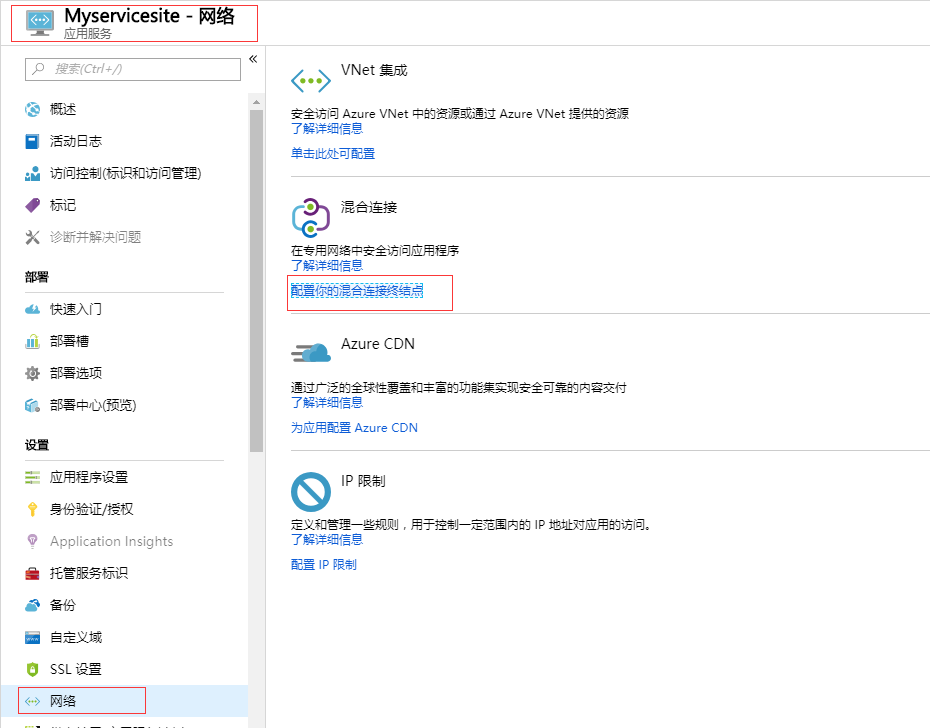 Myservicesite - 网络
应用服务
搜索(Ctrl+/)
«
概述
活动日志
访问控制(标识和访问管理)
标记
诊断并解决问题
部署
快速入门
部署槽
部署选项
部署中心(预览)
设置
应用程序设置
身份验证/授权
Application Insights
托管服务标识
备份
自定义域
SSL 设置
网络
VNet 集成
安全访问 Azure VNet 中的资源或通过 Azure VNet 提供的资源
了解详细信息
单击此处可配置
混合连接
在专用网络中安全访问应用程序
了解详细信息
配置你的混合连接终结点
Azure CDN
通过广泛的全球性覆盖和丰富的功能集实现安全可靠的内容交付
了解详细信息
为应用配置 Azure CDN
IP 限制
定义和管理一些规则，用于控制一定范围内的 IP 地址对应用的访问。
了解详细信息
配置 IP 限制